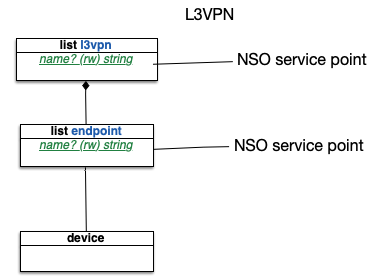 L3VPN
list l3vpn
name? (rw) string
NSO service point
list endpoint
name? (rw) string
NSO service point
device